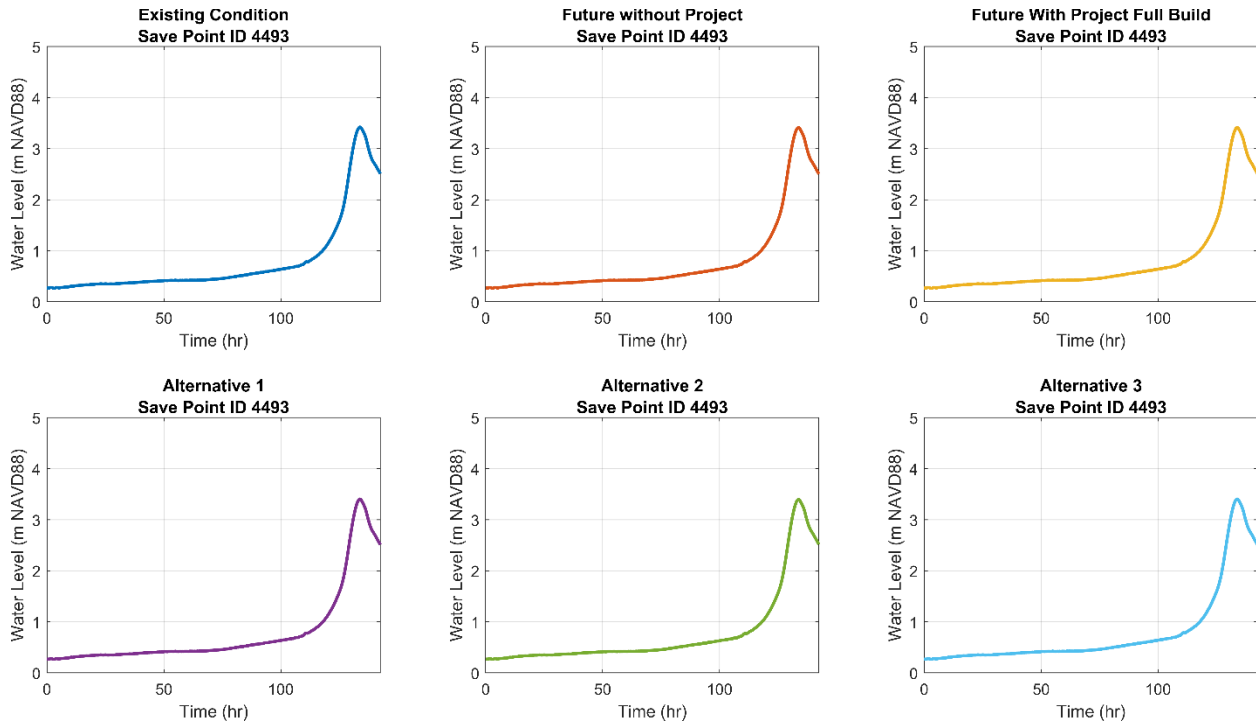 Existing Condition
Save Point ID 4493
5
4
3
2
1
0
Water Level (m NAVD88)
0 50 100
Time (hr)
Future without Project
Save Point ID 4493
5
4
3
2
1
0
Water Level (m NAVD88)
0 50 100
Time (hr)
Future With Project Full Build
Save Point ID 4493
5
4
3
2
1
0
Water Level (m NAVD88)
0 50 100
Time (hr)
Alternative 1
Save Point ID 4493
5
4
3
2
1
0
Water Level (m NAVD88)
0 50 100
Time (hr)
Alternative 2
Save Point ID 4493
5
4
3
2
1
0
Water Level (m NAVD88)
0 50 100
Time (hr)
Alternative 3
Save Point ID 4493
5
4
3
2
1
0
Water Level (m NAVD88)
0 50 100
Time (hr)